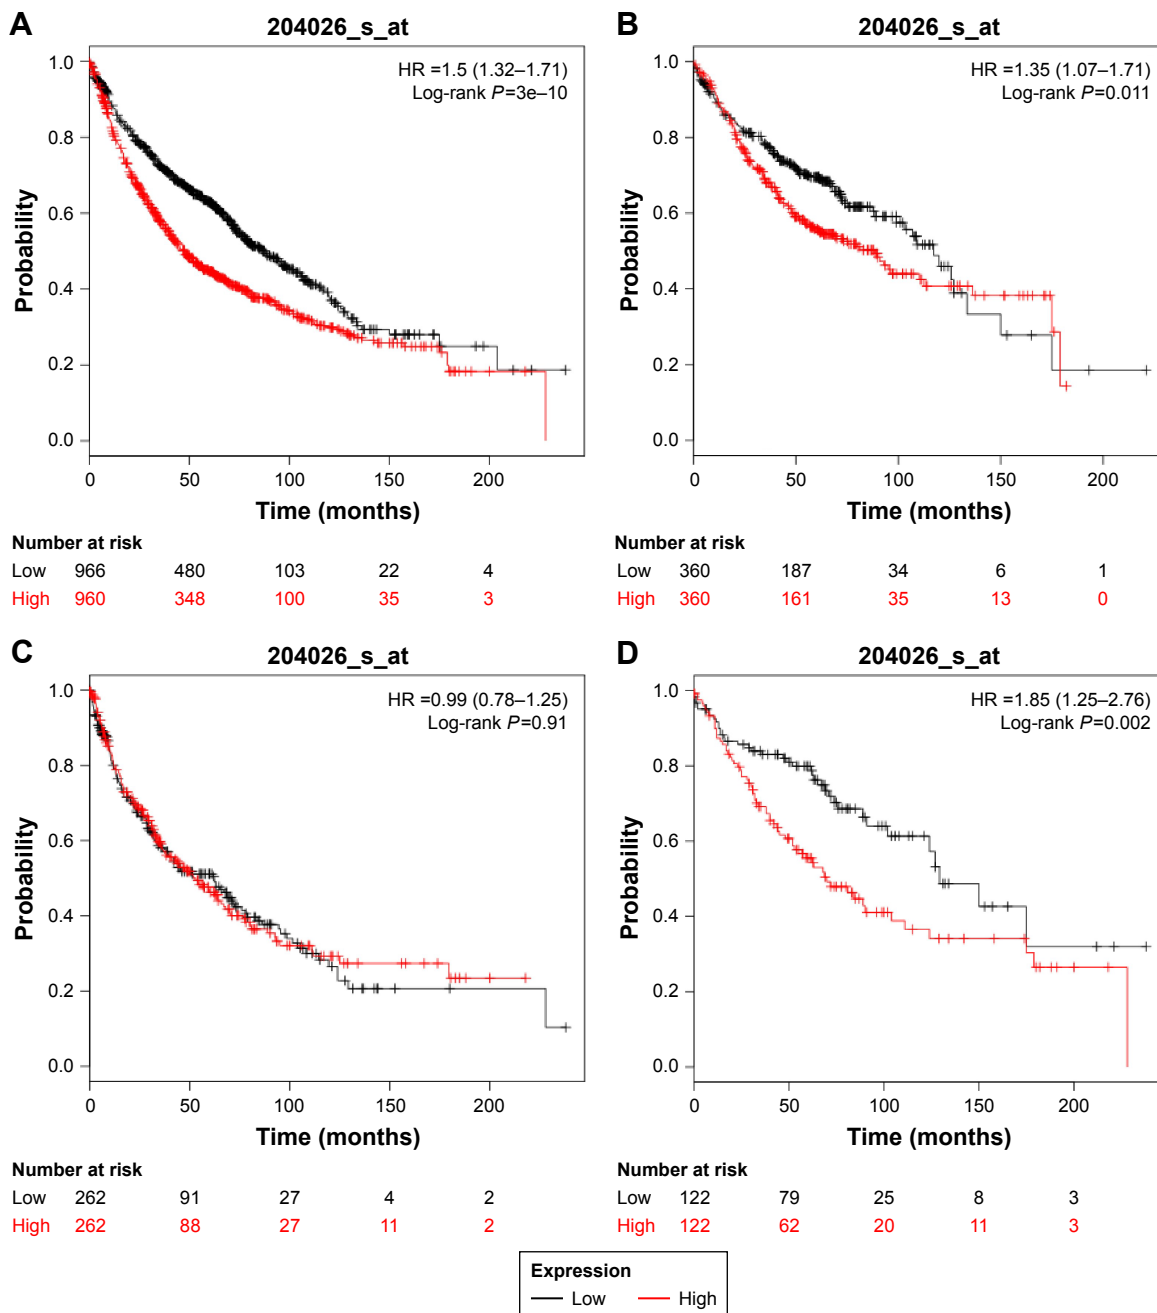 A
204026_s_at
HR =1.5 (1.32–1.71)
Log-rank P=3e–10
Probability
1.0
0.8
0.6
0.4
0.2
0.0
0 50 100 150 200
Time (months)
Number at risk
Low 966 480 103 22 4
High 960 348 100 35 3
B
204026_s_at
HR =1.35 (1.07–1.71)
Log-rank P=0.011
Probability
1.0
0.8
0.6
0.4
0.2
0.0
0 50 100 150 200
Time (months)
Number at risk
Low 360 187 34 6 1
High 360 161 35 13 0
C
204026_s_at
HR =0.99 (0.78–1.25)
Log-rank P=0.91
Probability
1.0
0.8
0.6
0.4
0.2
0.0
0 50 100 150 200
Time (months)
Number at risk
Low 262 91 27 4 2
High 262 88 27 11 2
D
204026_s_at
HR =1.85 (1.25–2.76)
Log-rank P=0.002
Probability
1.0
0.8
0.6
0.4
0.2
0.0
0 50 100 150 200
Time (months)
Number at risk
Low 122 79 25 8 3
High 122 62 20 11 3
Expression
Low High